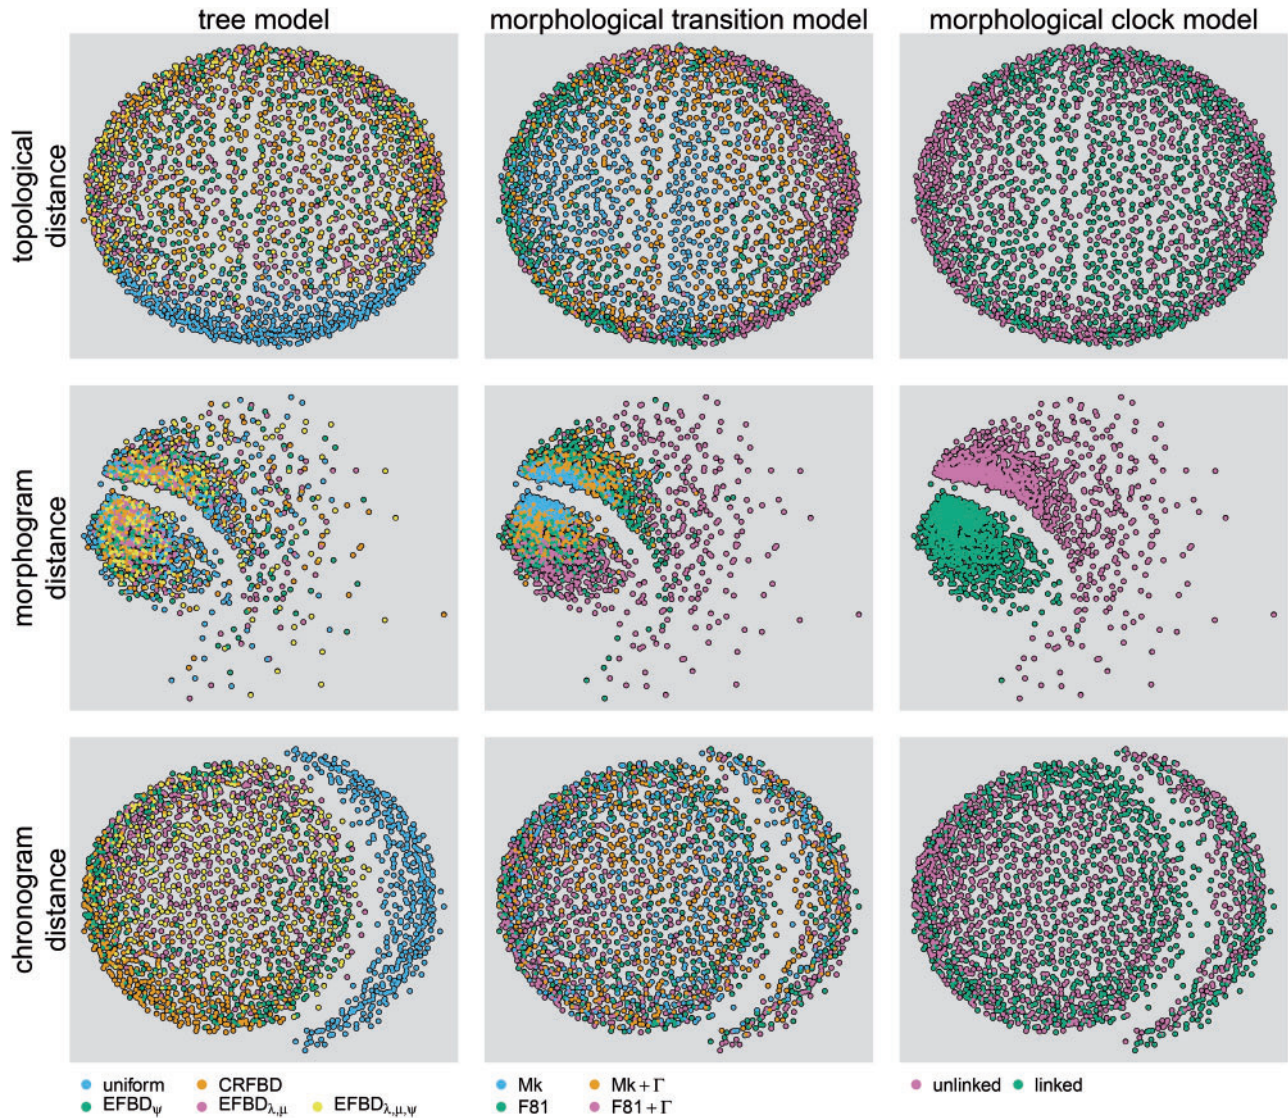 tree model
morphological transition model
morphological clock model
topological
distance
morphogram
distance
chronogram
distance
uniform
CRFBD
EFBDψ
EFBDλ,μ
EFBDλ,μ,ψ
Mk
Mk + Γ
F81
F81 + Γ
unlinked
linked